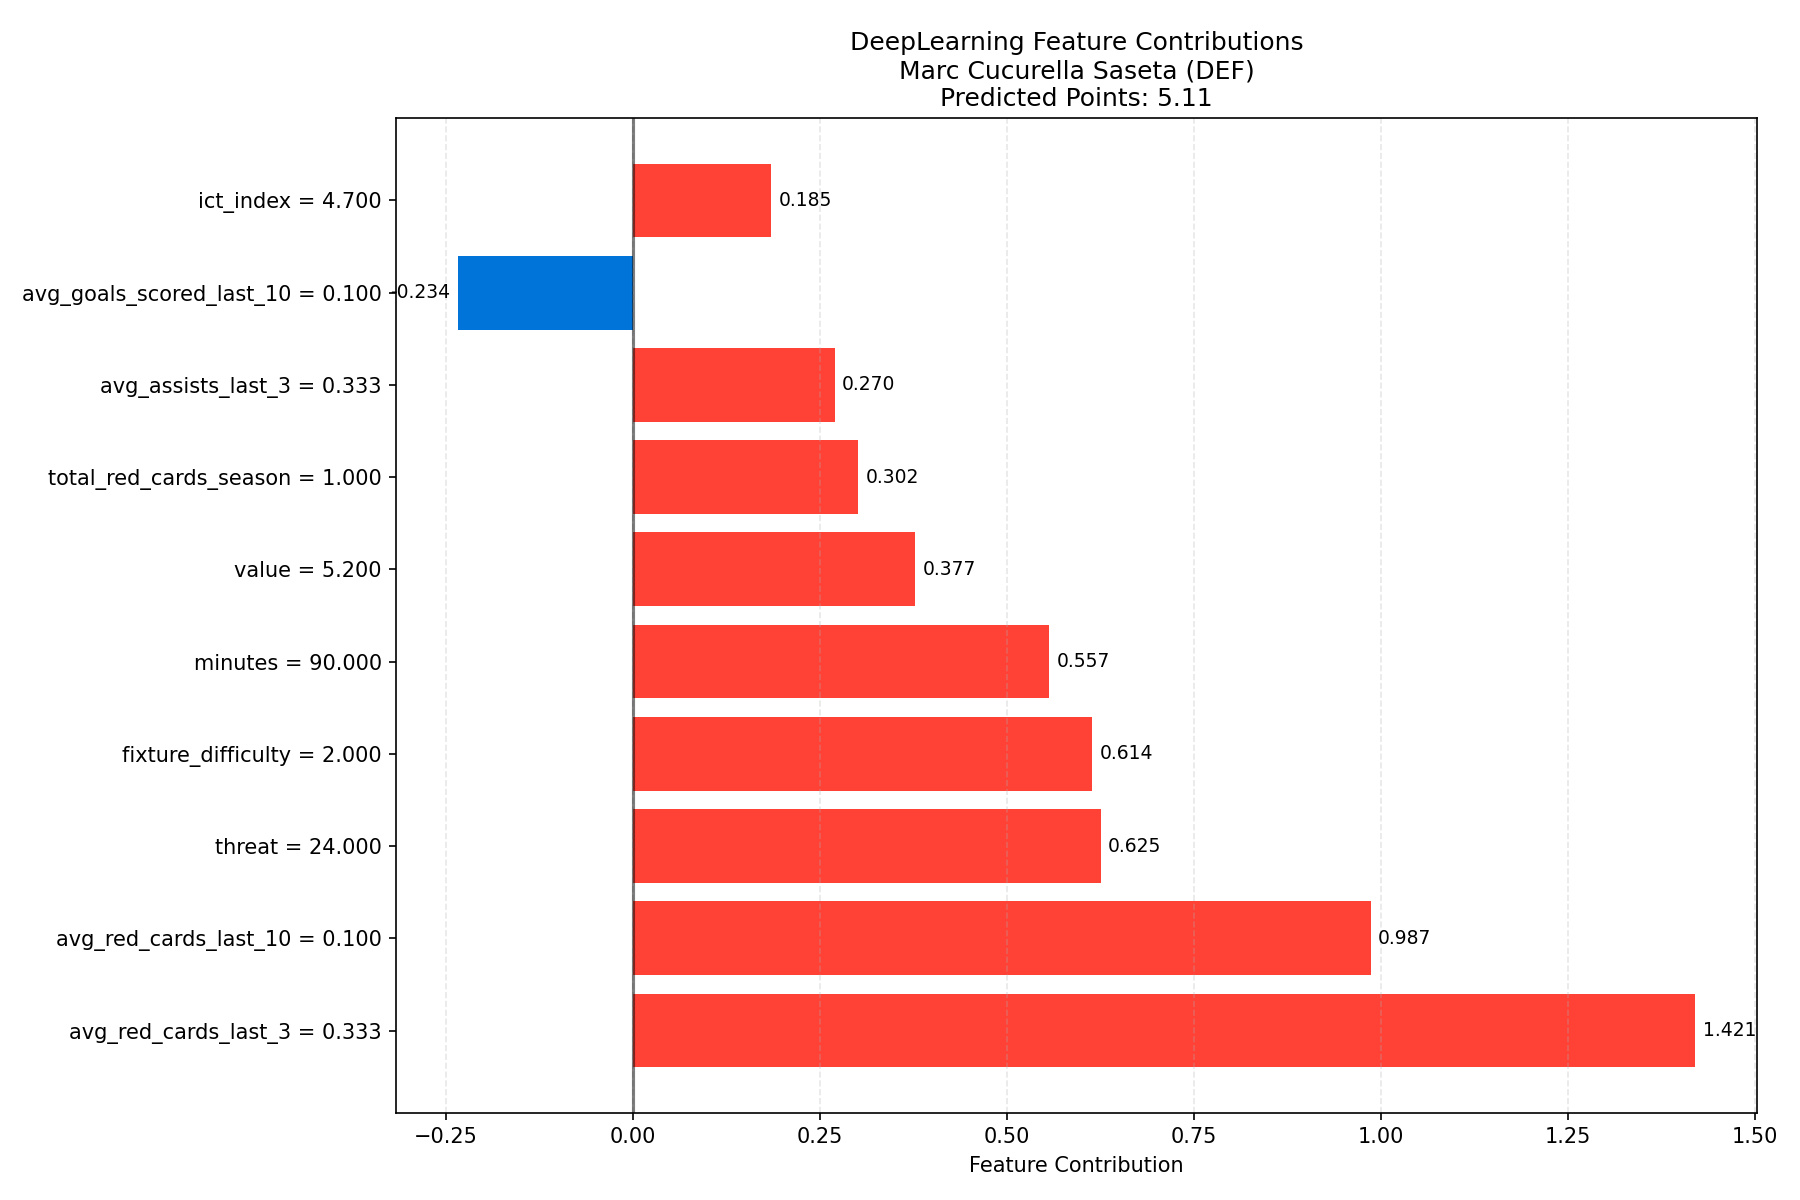 DeepLearning Feature Contributions
Marc Cucurella Saseta (DEF)
Predicted Points: 5.11
ict_index = 4.700
0.185
avg_goals_scored_last_10 = 0.100
-0.234
avg_assists_last_3 = 0.333
0.270
total_red_cards_season = 1.000
0.302
value = 5.200
0.377
minutes = 90.000
0.557
fixture_difficulty = 2.000
0.614
threat = 24.000
0.625
avg_red_cards_last_10 = 0.100
0.987
avg_red_cards_last_3 = 0.333
1.421
−0.25 0.00 0.25 0.50 0.75 1.00 1.25 1.50
Feature Contribution